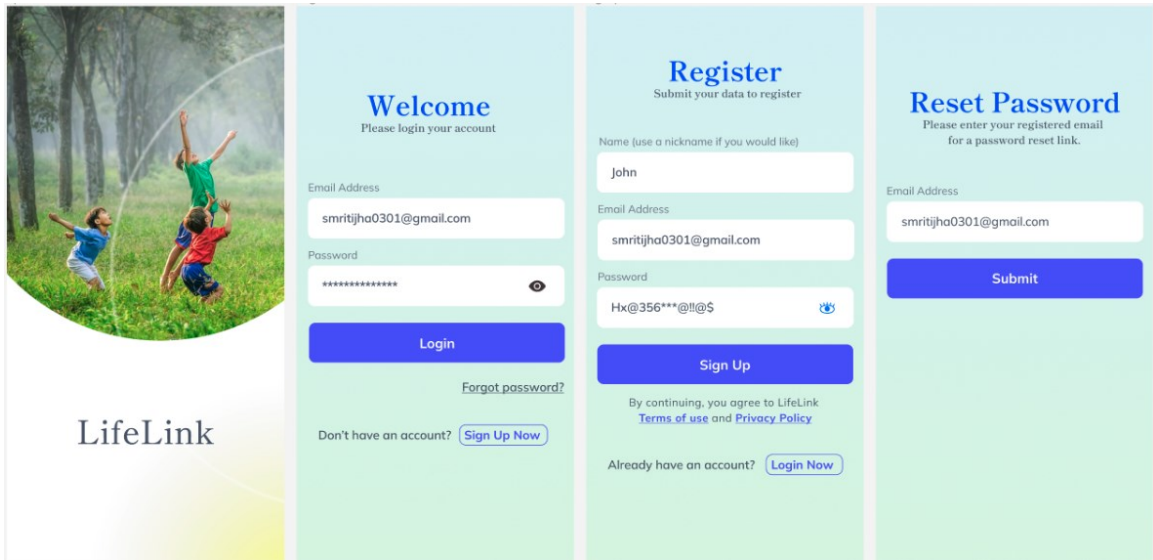 LifeLink
Welcome
Please login your account
Email Address
smritijha0301@gmail.com
Password
**************
Login
Forgot password?
Don't have an account? Sign Up Now
Register
Submit your data to register
Name (use a nickname if you would like)
John
Email Address
smritijha0301@gmail.com
Password
Hx@356***@!!@$
Sign Up
By continuing, you agree to LifeLink
Terms of use and Privacy Policy
Already have an account? Login Now
Reset Password
Please enter your registered email
for a password reset link.
Email Address
smritijha0301@gmail.com
Submit